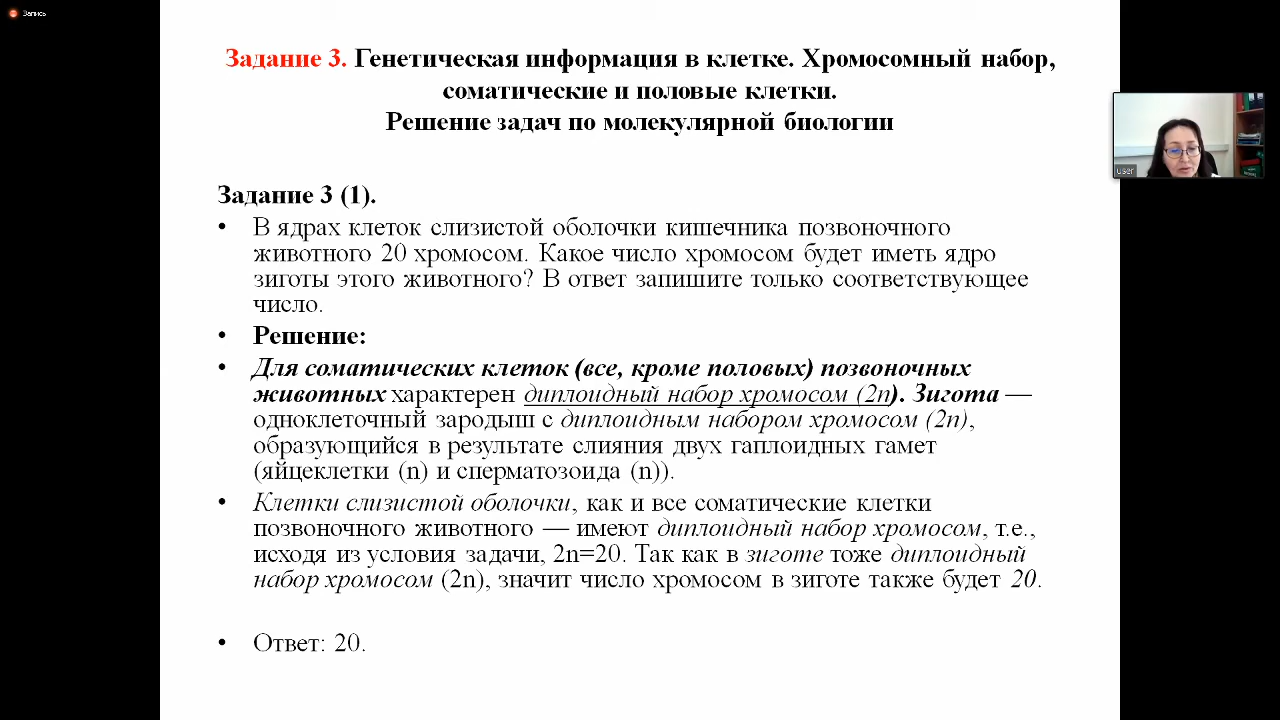 Запись
Задание 3. Генетическая информация в клетке. Хромосомный набор,
соматические и половые клетки.
Решение задач по молекулярной биологии
user
Задание 3 (1).
• В ядрах клеток слизистой оболочки кишечника позвоночного
животного 20 хромосом. Какое число хромосом будет иметь ядро
зиготы этого животного? В ответ запишите только соответствующее
число.
• Решение:
• Для соматических клеток (все, кроме половых) позвоночных
животных характерен диплоидный набор хромосом (2n). Зигота —
одноклеточный зародыш с диплоидным набором хромосом (2n),
образующийся в результате слияния двух гаплоидных гамет
(яйцеклетки (n) и сперматозоида (n)).
• Клетки слизистой оболочки, как и все соматические клетки
позвоночного животного — имеют диплоидный набор хромосом, т.е.,
исходя из условия задачи, 2n=20. Так как в зиготе тоже диплоидный
набор хромосом (2n), значит число хромосом в зиготе также будет 20.
• Ответ: 20.